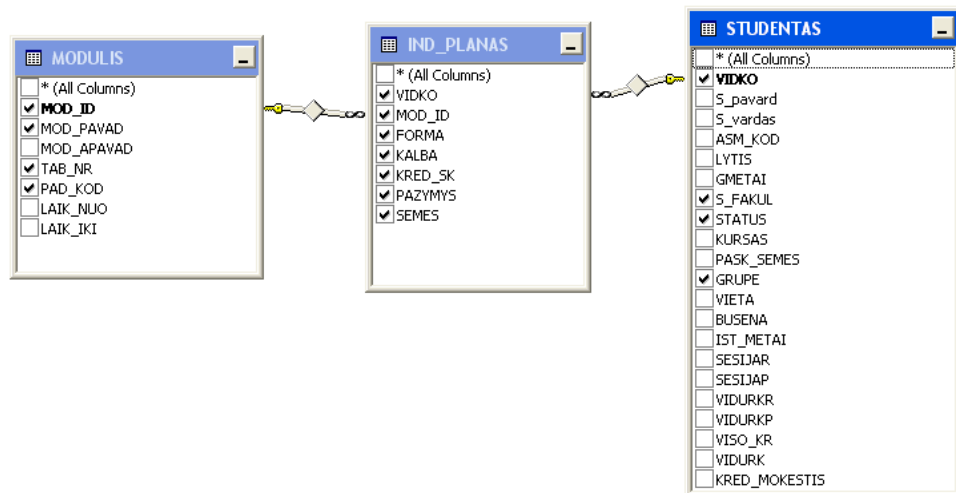 MODULIS
* (All Columns)
MOD_ID
MOD_PAVAD
MOD_APAVAD
TAB_NR
PAD_KOD
LAIK_NUO
LAIK_IKI
IND_PLANAS
* (All Columns)
VIDKO
MOD_ID
FORMA
KALBA
KRED_SK
PAZYMYS
SEMES
STUDENTAS
* (All Columns)
VIDKO
S_pavard
S_vardas
ASM_KOD
LYTIS
GMETAI
S_FAKUL
STATUS
KURSAS
PASK_SEMES
GRUPE
VIETA
BUSENA
IST_METAI
SESIJAR
SESIJAP
VIDURKR
VIDURKP
VISO_KR
VIDURK
KRED_MOKESTIS